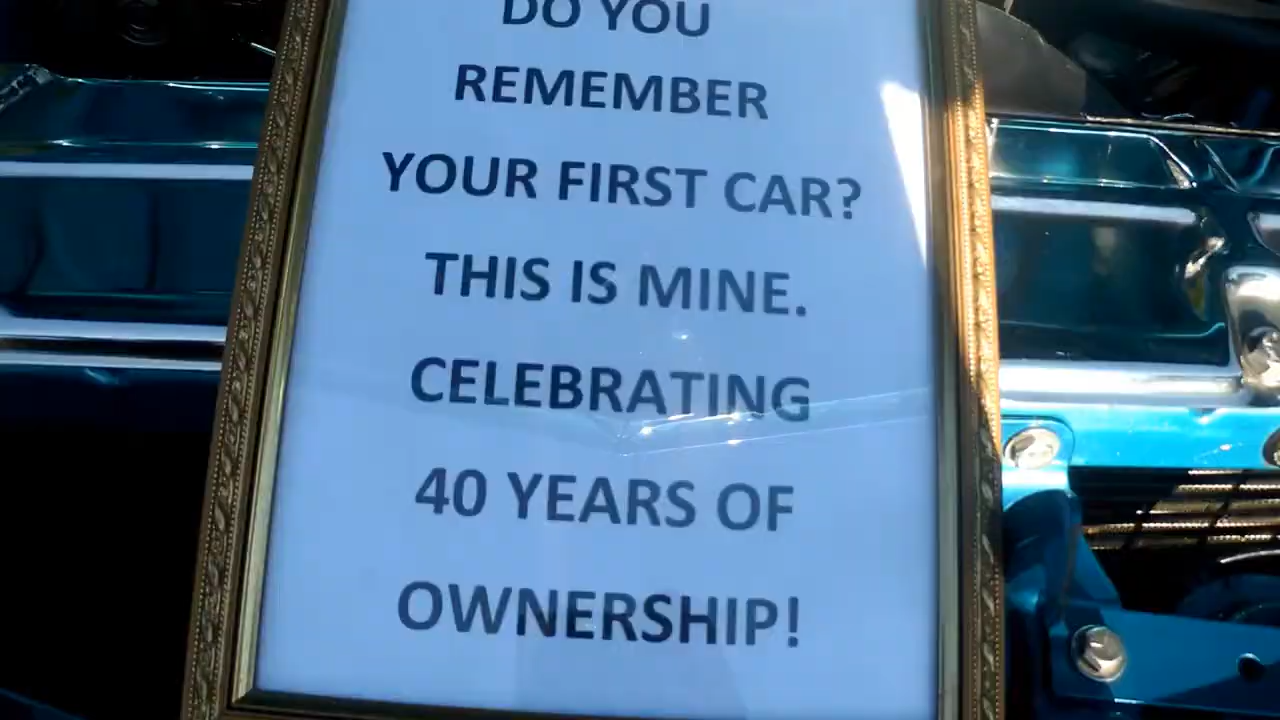 DO YOU
REMEMBER
YOUR FIRST CAR?
THIS IS MINE.
CELEBRATING
40 YEARS OF
OWNERSHIP!